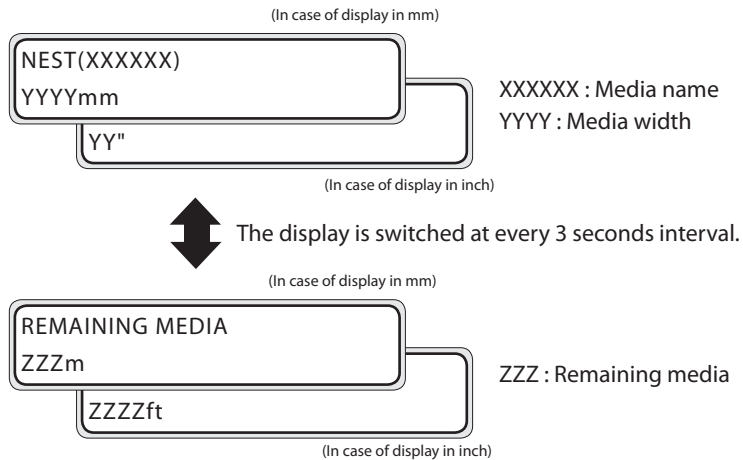 (In case of display in mm)
NEST(XXXXXX)
YYYYmm
XXXXXX : Media name
YYYY : Media width
YY"
(In case of display in inch)
The display is switched at every 3 seconds interval.
(In case of display in mm)
REMAINING MEDIA
ZZZm
ZZZ : Remaining media
ZZZZft
(In case of display in inch)